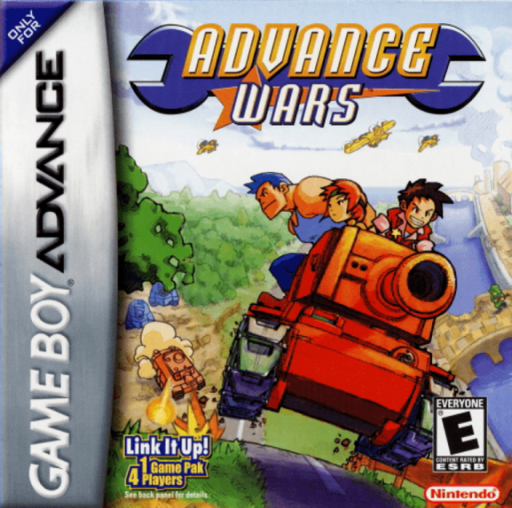 ONLY
FOR
GAME BOY ADVANCE
ADVANCE
WARS
Link It Up!
1 Game Pak
4 Players
See back panel for details.
EVERYONE
E
CONTENT RATED BY
ESRB
Nintendo